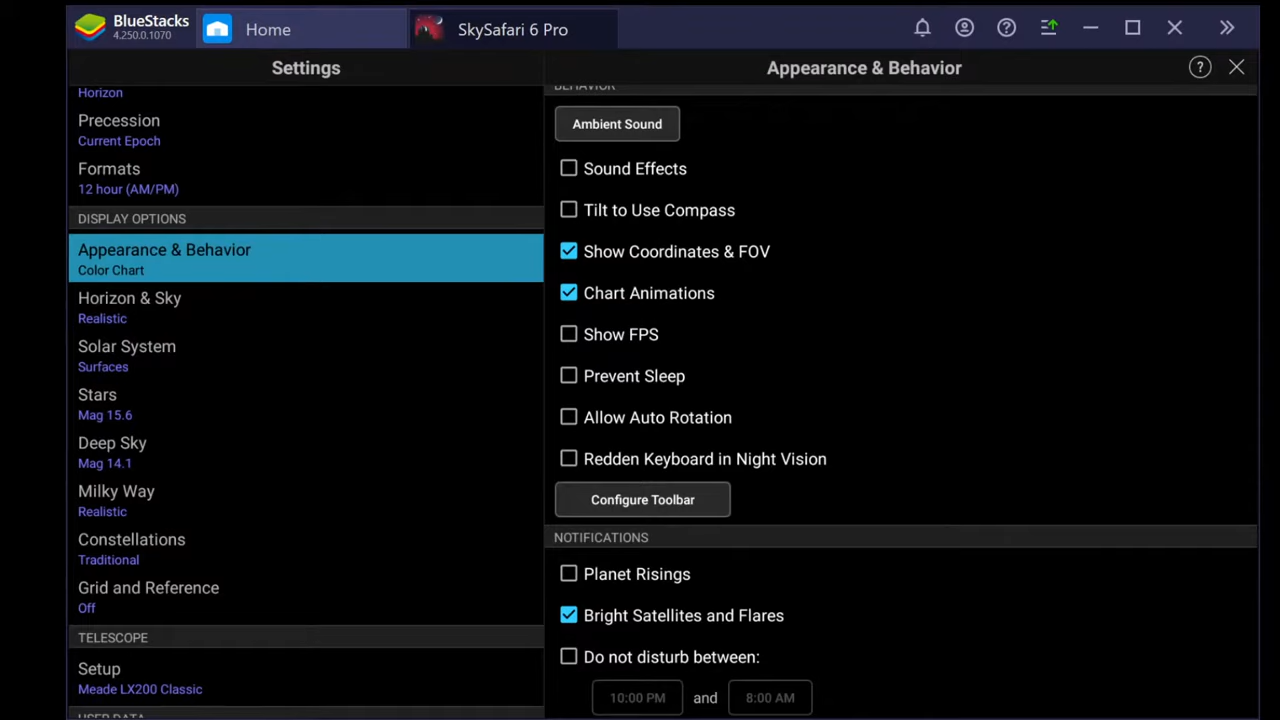 BlueStacks
4.250.0.1070
Home
SkySafari 6 Pro
Settings
Horizon
Precession
Current Epoch
Formats
12 hour (AM/PM)
DISPLAY OPTIONS
Appearance & Behavior
Color Chart
Horizon & Sky
Realistic
Solar System
Surfaces
Stars
Mag 15.6
Deep Sky
Mag 14.1
Milky Way
Realistic
Constellations
Traditional
Grid and Reference
Off
TELESCOPE
Setup
Meade LX200 Classic
USER DATA
Appearance & Behavior
?
BEHAVIOR
Ambient Sound
Sound Effects
Tilt to Use Compass
Show Coordinates & FOV
Chart Animations
Show FPS
Prevent Sleep
Allow Auto Rotation
Redden Keyboard in Night Vision
Configure Toolbar
NOTIFICATIONS
Planet Risings
Bright Satellites and Flares
Do not disturb between:
10:00 PM and 8:00 AM